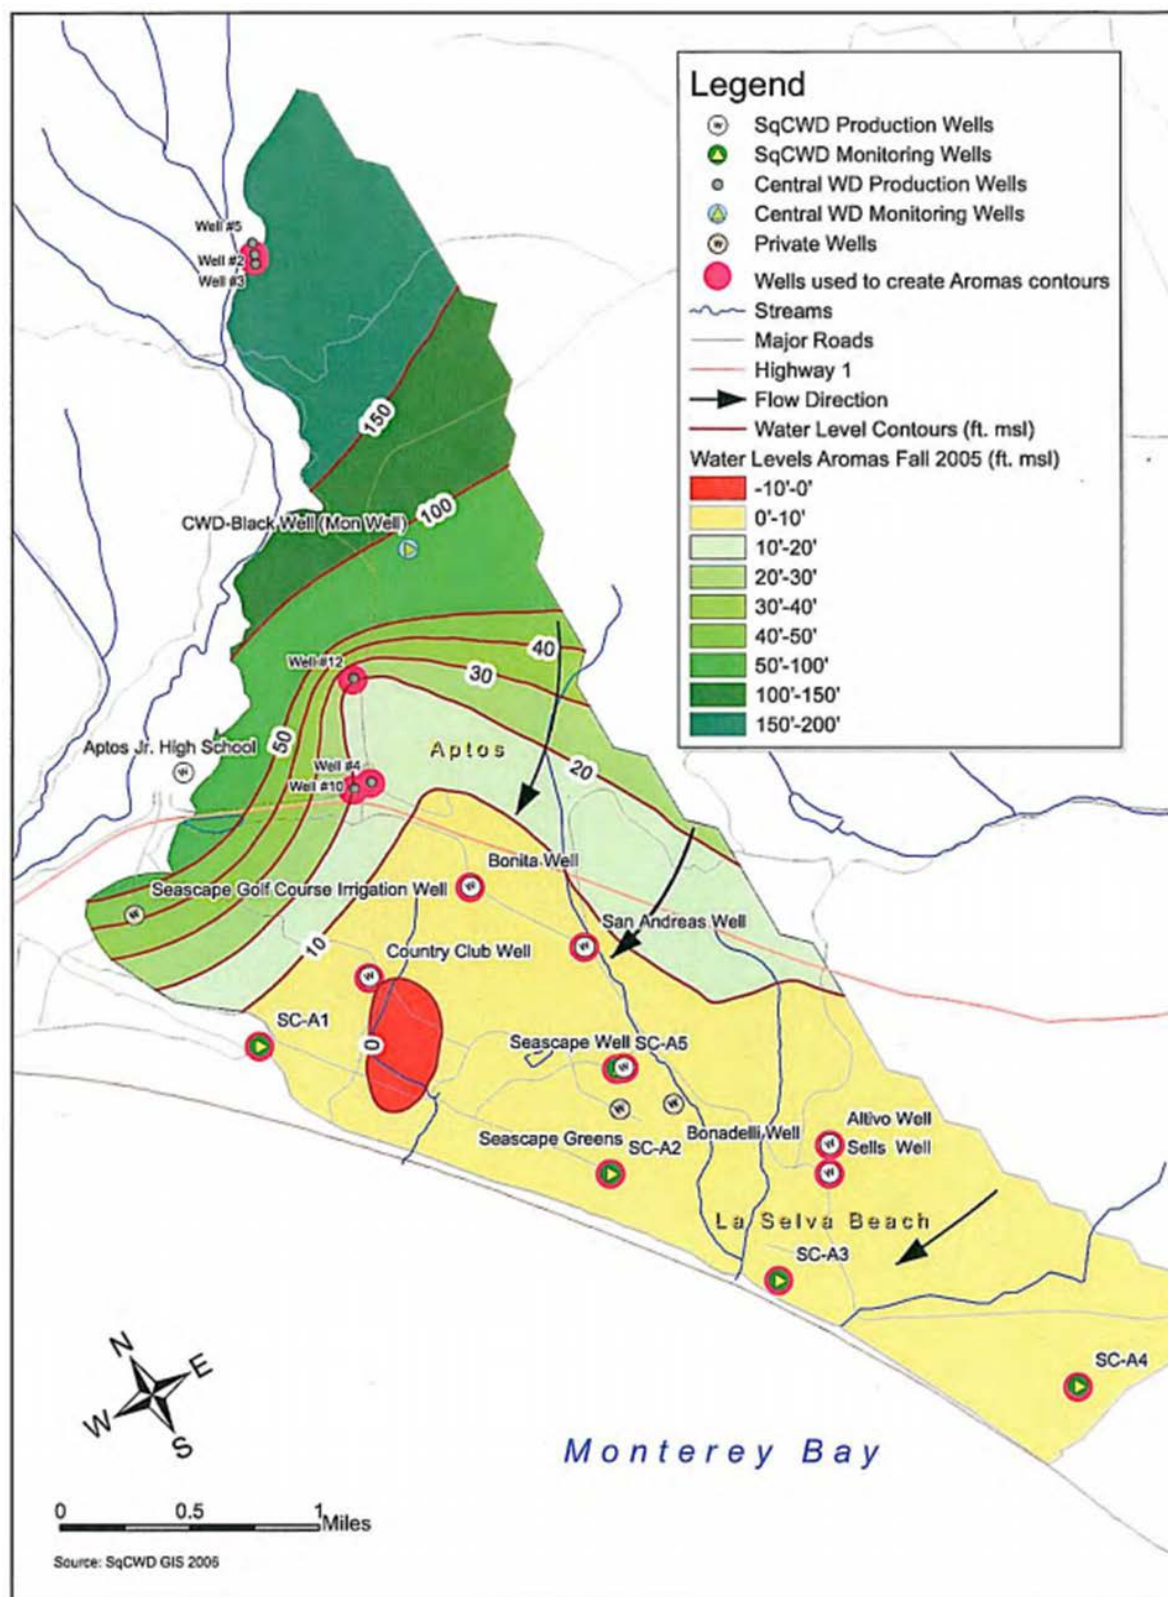 Legend
SqCWD Production Wells
SqCWD Monitoring Wells
Central WD Production Wells
Central WD Monitoring Wells
Private Wells
Wells used to create Aromas contours
Streams
Major Roads
Highway 1
Flow Direction
Water Level Contours (ft. msl)
Water Levels Aromas Fall 2005 (ft. msl)
-10'-0'
0'-10'
10'-20'
20'-30'
30'-40'
40'-50'
50'-100'
100'-150'
150'-200'
Well #5
Well #2
Well #3
150
100
CWD-Black Well (Mon Well)
40
Well #12
30
50
Aptos Jr. High School
Aptos
Well #4
20
Well #10
Bonita Well
Seascape Golf Course Irrigation Well
San Andreas Well
10
Country Club Well
SC-A1
0
Seascape Well SC-A5
Altivo Well
Seascape Greens
SC-A2
Bonadelli Well
Sells Well
La Selva Beach
SC-A3
SC-A4
N
E
W
S
Monterey Bay
0 0.5 1 Miles
Source: SqCWD GIS 2006